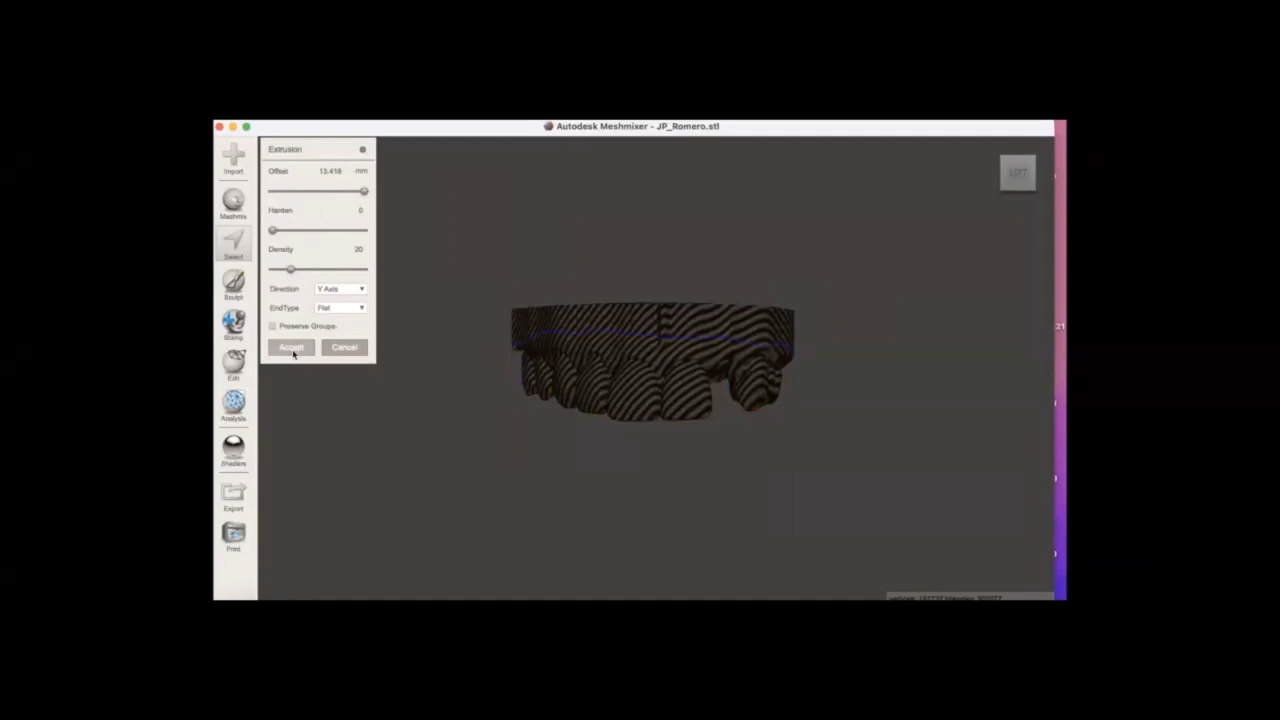 Autodesk Meshmixer - JP_Romero.stl
Import
Meshmix
Select
Sculpt
Stamp
Edit
Analysis
Shaders
Export
Print
Extrusion
Offset 13.418 mm
Harden 0
Density 20
Direction Y Axis
EndType Flat
Preserve Groups
Accept Cancel
LEFT
21